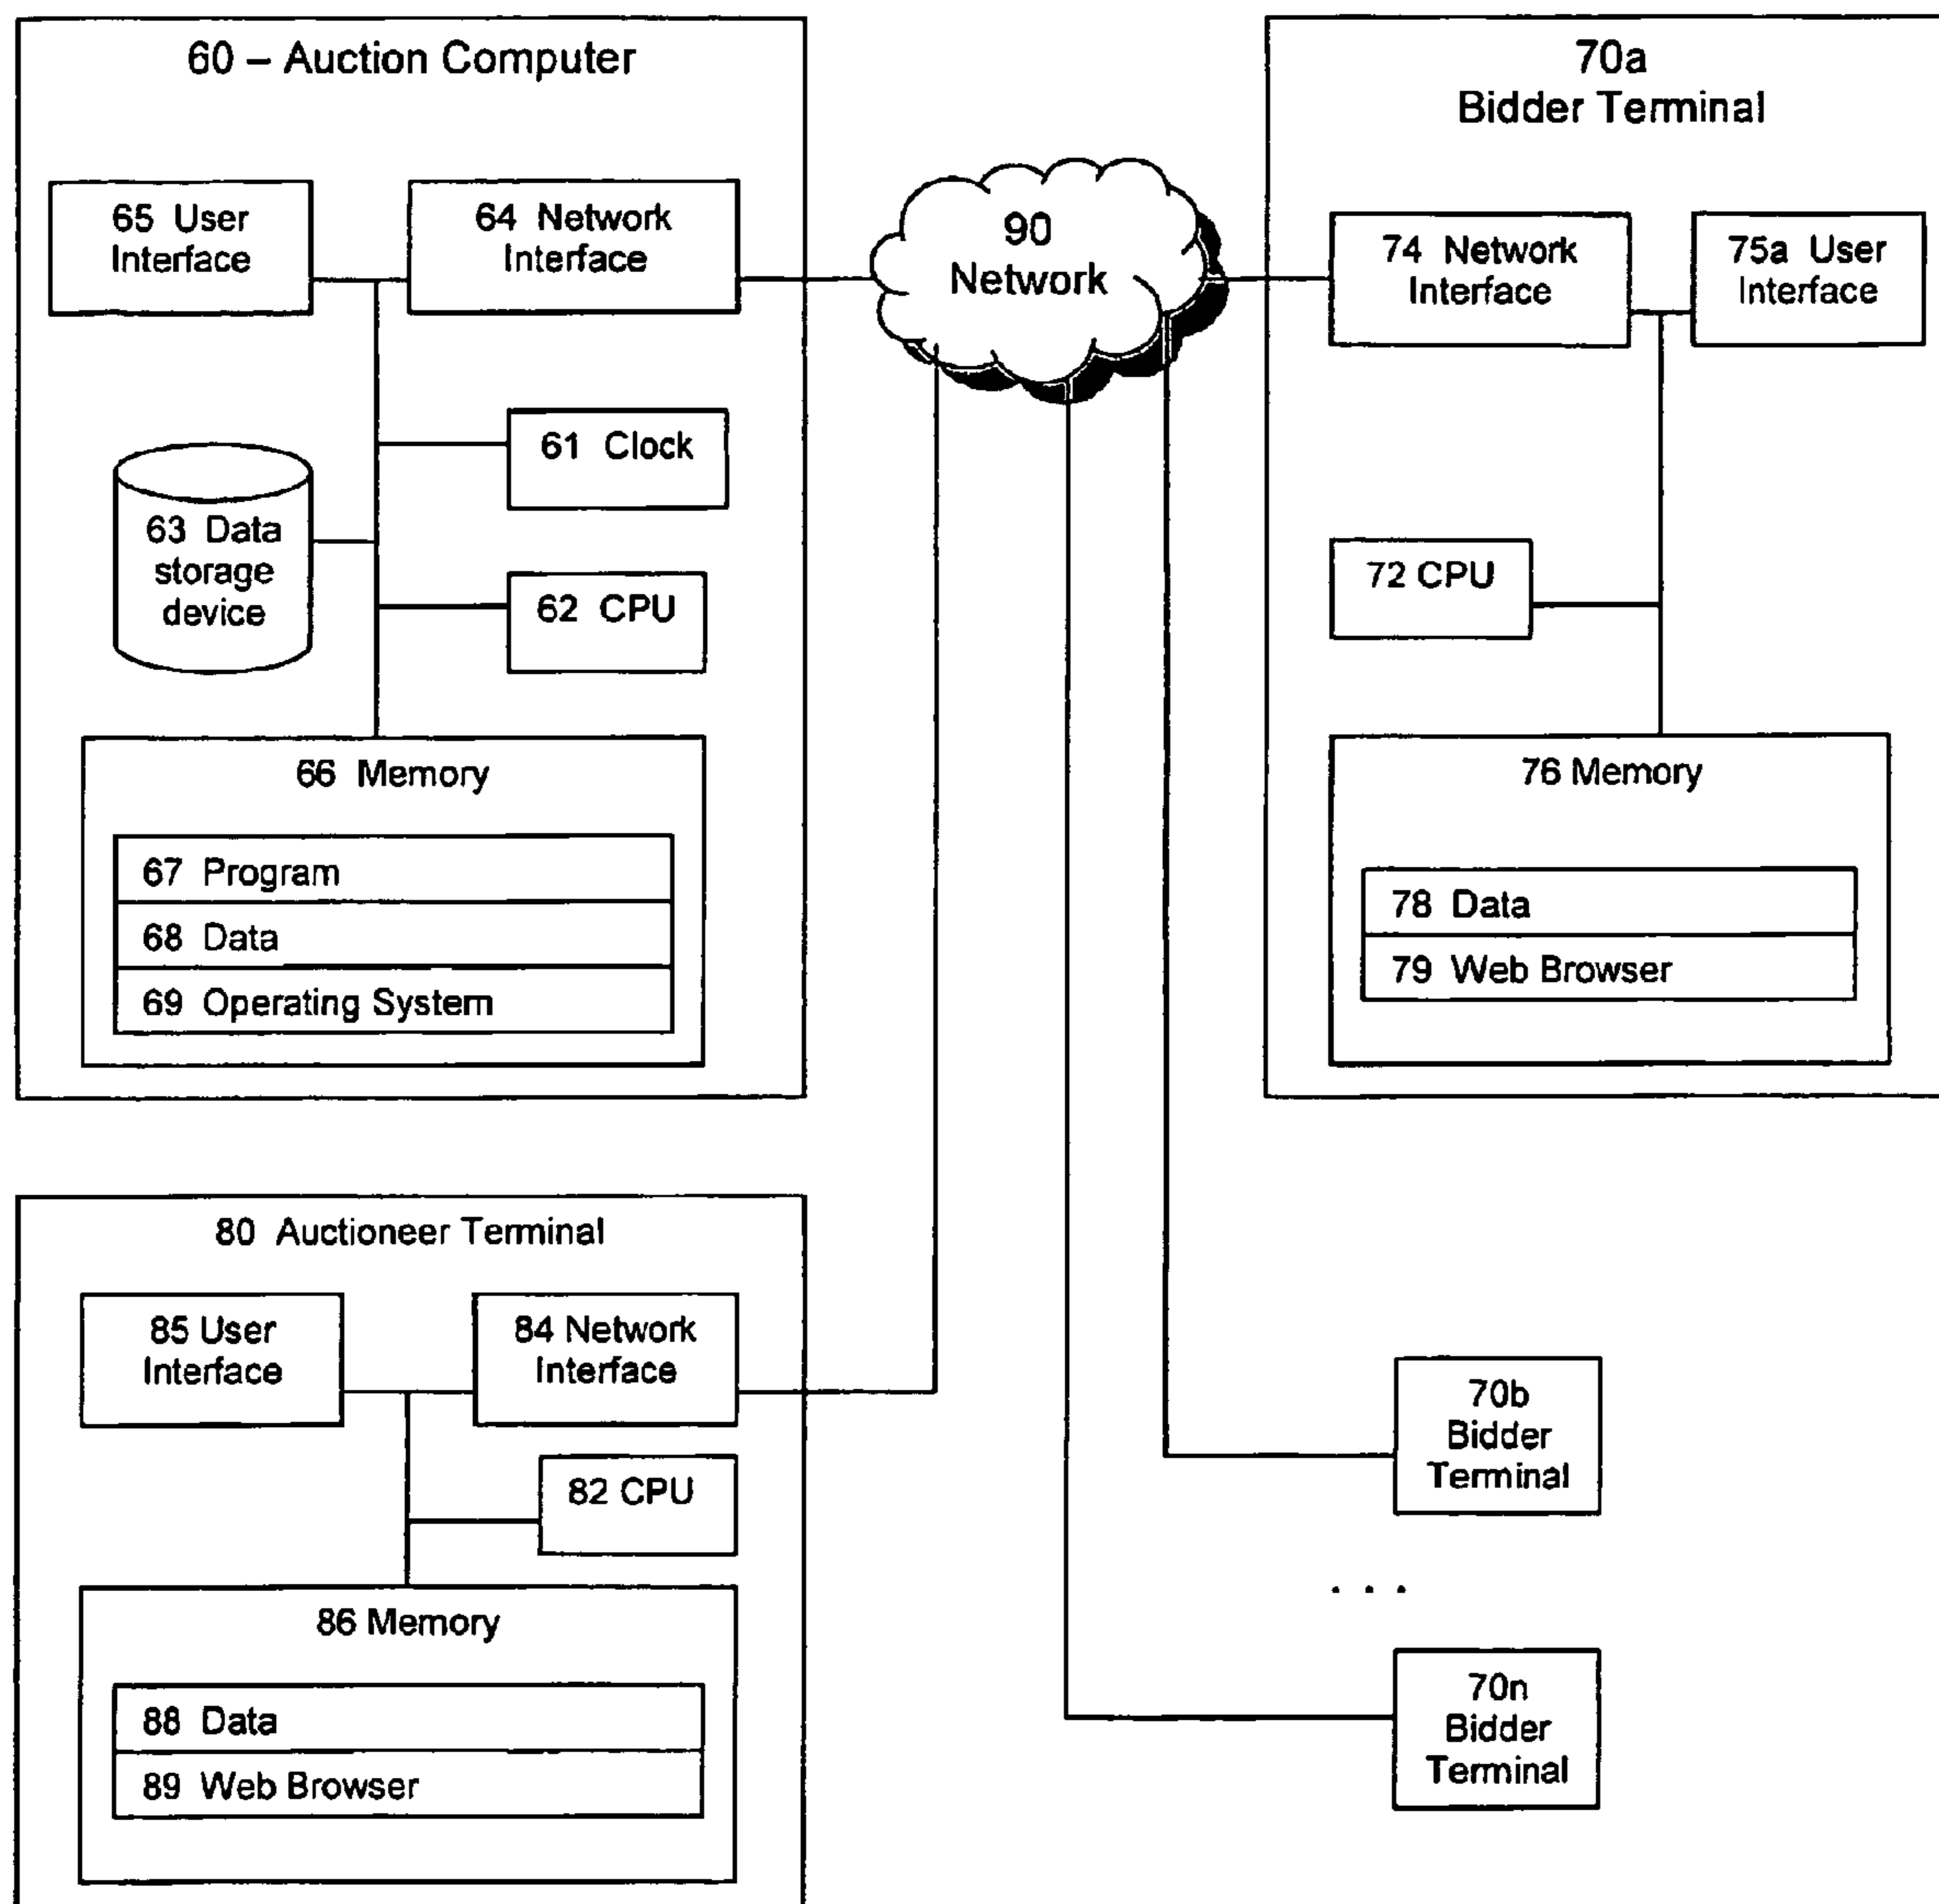 60 – Auction Computer
65 User
Interface
64 Network
Interface
61 Clock
63 Data
storage
device
62 CPU
66 Memory
67 Program
68 Data
69 Operating System
90
Network
70a
Bidder Terminal
74 Network
Interface
75a User
Interface
72 CPU
76 Memory
78 Data
79 Web Browser
80 Auctioneer Terminal
85 User
Interface
84 Network
Interface
82 CPU
86 Memory
88 Data
89 Web Browser
70b
Bidder
Terminal
. . .
70n
Bidder
Terminal